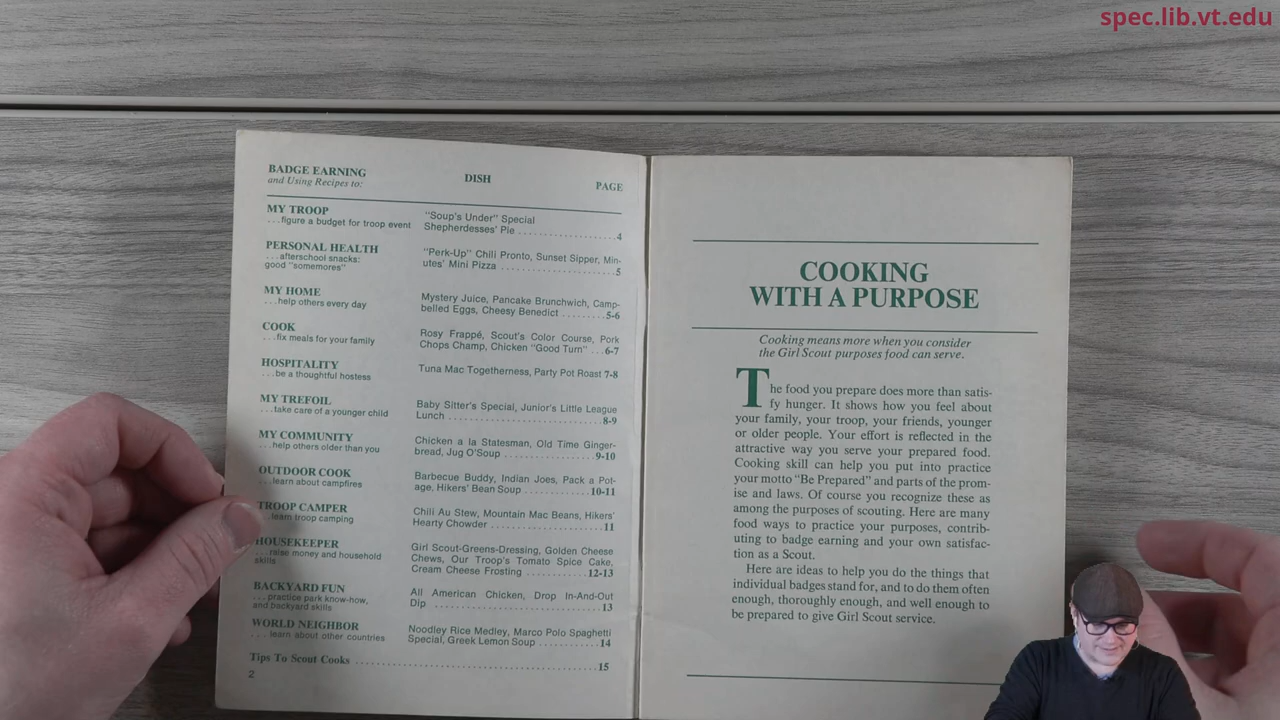 spec.lib.vt.edu
BADGE EARNING
and Using Recipes to:
DISH
PAGE
MY TROOP
...figure a budget for troop event
"Soup's Under" Special
Shepherdesses' Pie ........................4
PERSONAL HEALTH
...afterschool snacks:
good "somemores"
"Perk-Up" Chili Pronto, Sunset Sipper, Min-
utes' Mini Pizza ...........................5
MY HOME
...help others every day
Mystery Juice, Pancake Brunchwich, Camp-
belled Eggs, Cheesy Benedict .........5-6
COOK
...fix meals for your family
Rosy Frappé, Scout's Color Course, Pork
Chops Champ, Chicken "Good Turn" ...6-7
HOSPITALITY
...be a thoughtful hostess
Tuna Mac Togetherness, Party Pot Roast 7-8
MY TREFOIL
...take care of a younger child
Baby Sitter's Special, Junior's Little League
Lunch ....................................8-9
MY COMMUNITY
...help others older than you
Chicken a la Statesman, Old Time Ginger-
bread, Jug O'Soup .......................9-10
OUTDOOR COOK
...learn about campfires
Barbecue Buddy, Indian Joes, Pack a Pot-
age, Hikers' Bean Soup ................10-11
TROOP CAMPER
...learn troop camping
Chili Au Stew, Mountain Mac Beans, Hikers'
Hearty Chowder ...........................11
HOUSEKEEPER
...raise money and household
skills
Girl Scout-Greens-Dressing, Golden Cheese
Chews, Our Troop's Tomato Spice Cake,
Cream Cheese Frosting ...............12-13
BACKYARD FUN
...practice park know-how,
and backyard skills
All American Chicken, Drop In-And-Out
Dip .......................................13
WORLD NEIGHBOR
...learn about other countries
Noodley Rice Medley, Marco Polo Spaghetti
Special, Greek Lemon Soup ..............14
Tips To Scout Cooks .........................................................15
2
COOKING
WITH A PURPOSE
Cooking means more when you consider
the Girl Scout purposes food can serve.
The food you prepare does more than satis-
fy hunger. It shows how you feel about
your family, your troop, your friends, younger
or older people. Your effort is reflected in the
attractive way you serve your prepared food.
Cooking skill can help you put into practice
your motto "Be Prepared" and parts of the prom-
ise and laws. Of course you recognize these as
among the purposes of scouting. Here are many
food ways to practice your purposes, contrib-
uting to badge earning and your own satisfac-
tion as a Scout.
Here are ideas to help you do the things that
individual badges stand for, and to do them often
enough, thoroughly enough, and well enough to
be prepared to give Girl Scout service.